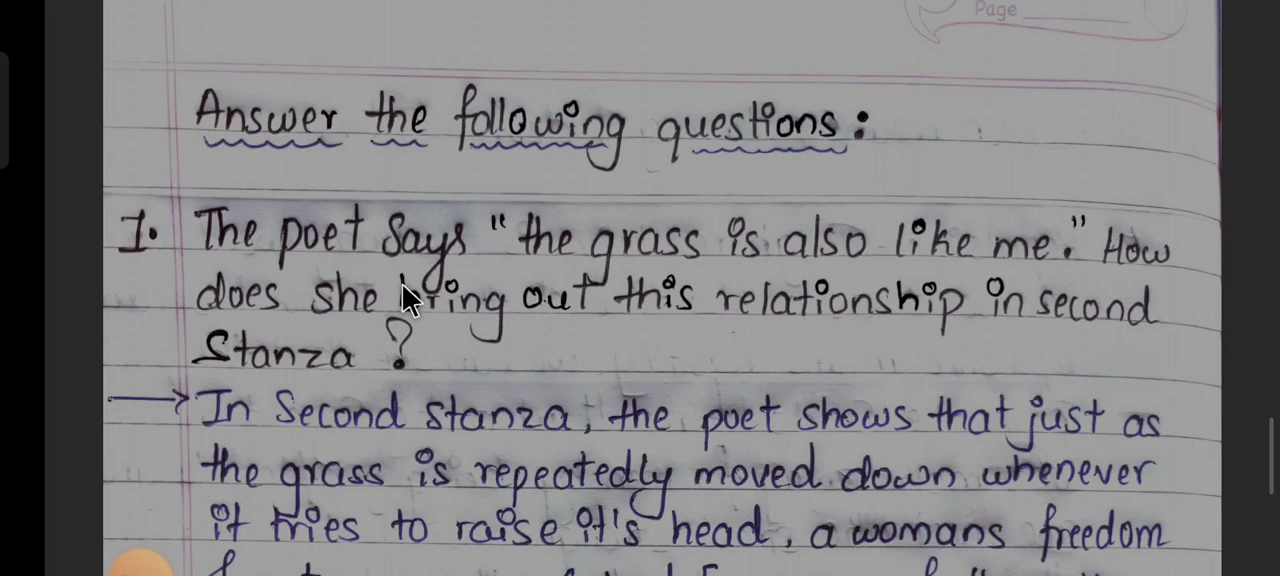 Page
Answer the following questions:
1. The poet Says "the grass is also like me." How
does she bring out this relationship in second
Stanza ?
→ In Second stanza, the poet shows that just as
the grass is repeatedly moved down whenever
it tries to raise it's head, a womans freedom